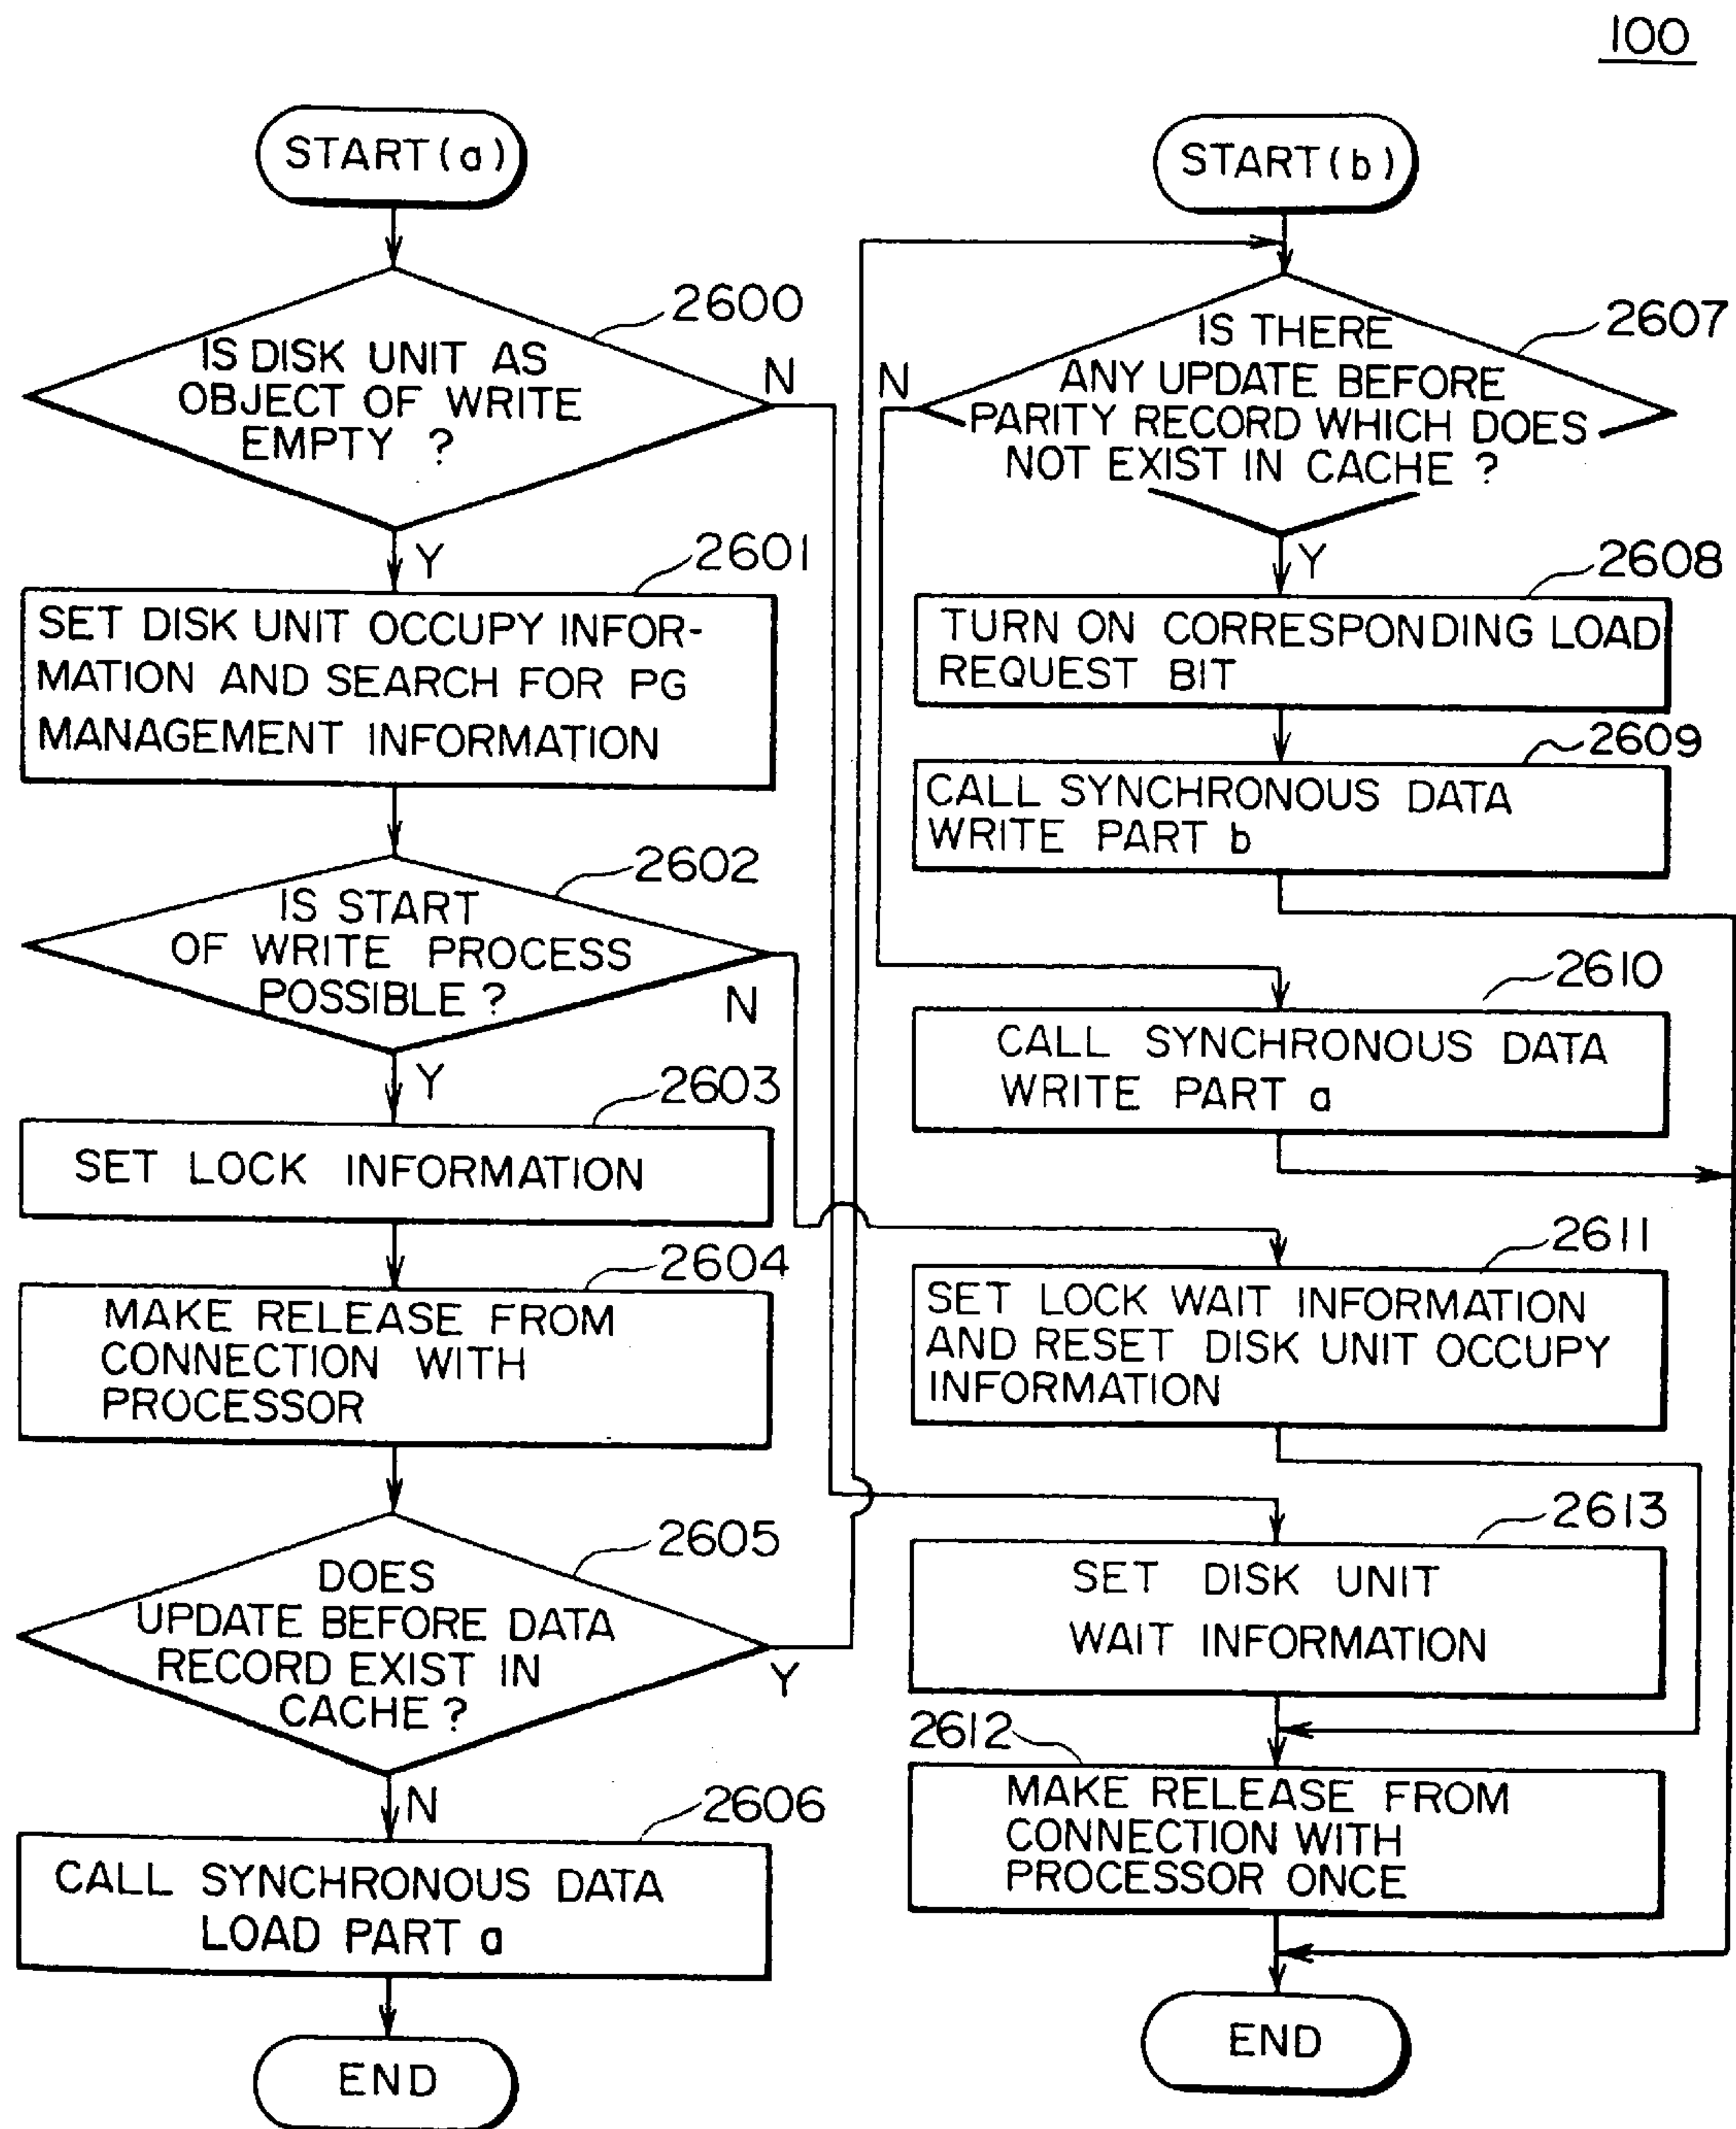 100
START(a)
2600
IS DISK UNIT AS
OBJECT OF WRITE
EMPTY ?
N
Y
2601
SET DISK UNIT OCCUPY INFOR-
MATION AND SEARCH FOR PG
MANAGEMENT INFORMATION
2602
IS START
OF WRITE PROCESS
POSSIBLE ?
N
Y
2603
SET LOCK INFORMATION
2604
MAKE RELEASE FROM
CONNECTION WITH
PROCESSOR
2605
DOES
UPDATE BEFORE DATA
RECORD EXIST IN
CACHE ?
Y
N
2606
CALL SYNCHRONOUS DATA
LOAD PART a
END
START(b)
2607
IS THERE
ANY UPDATE BEFORE
PARITY RECORD WHICH DOES
NOT EXIST IN CACHE ?
N
Y
2608
TURN ON CORRESPONDING LOAD
REQUEST BIT
2609
CALL SYNCHRONOUS DATA
WRITE PART b
2610
CALL SYNCHRONOUS DATA
WRITE PART a
2611
SET LOCK WAIT INFORMATION
AND RESET DISK UNIT OCCUPY
INFORMATION
2613
SET DISK UNIT
WAIT INFORMATION
2612
MAKE RELEASE FROM
CONNECTION WITH
PROCESSOR ONCE
END